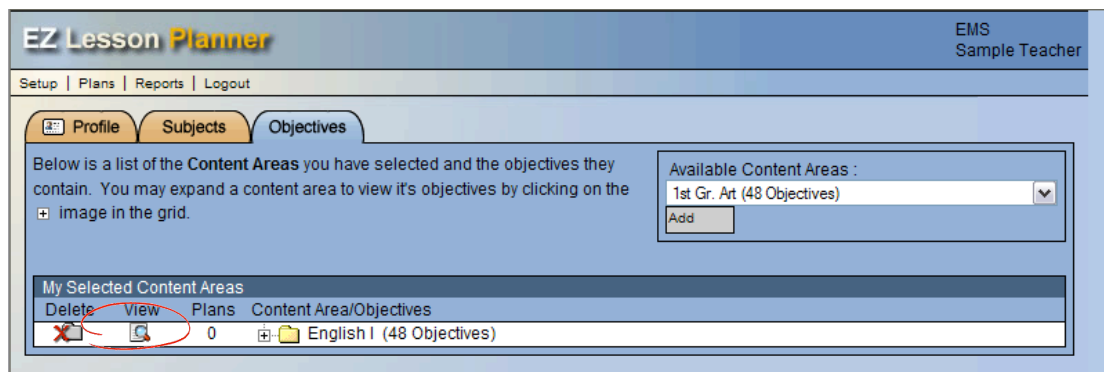 EZ Lesson Planner
EMS
Sample Teacher
Setup | Plans | Reports | Logout
Profile
Subjects
Objectives
Below is a list of the Content Areas you have selected and the objectives they
contain. You may expand a content area to view it's objectives by clicking on the
image in the grid.
Available Content Areas :
1st Gr. Art (48 Objectives)
Add
My Selected Content Areas
Delete View Plans Content Area/Objectives
0 English I (48 Objectives)